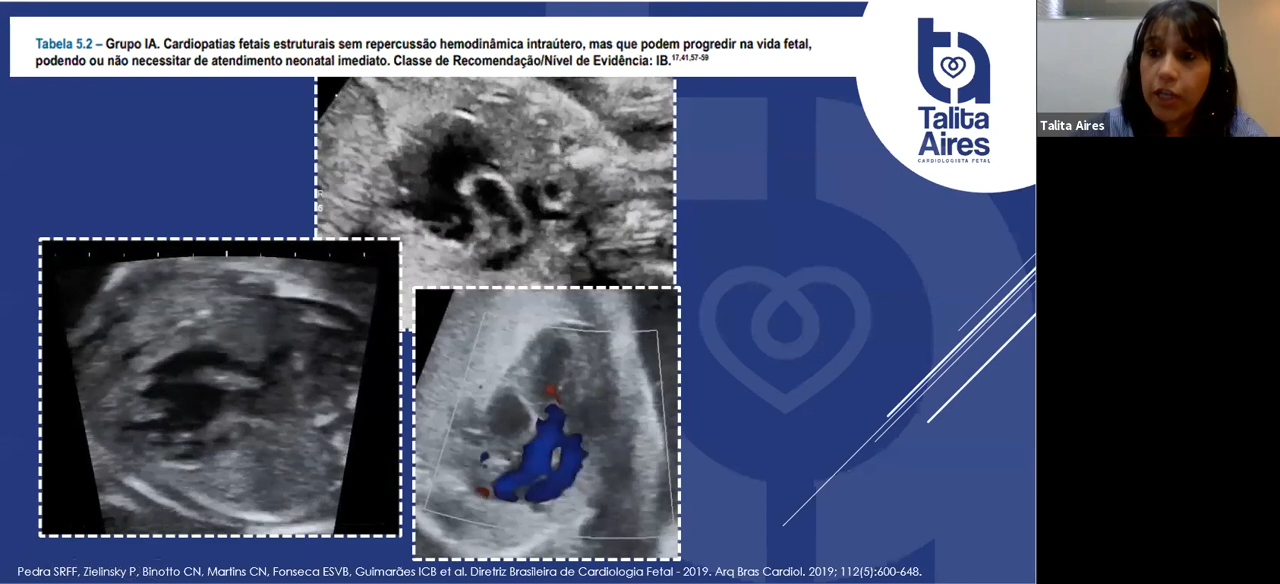 Tabela 5.2 – Grupo IA. Cardiopatias fetais estruturais sem repercussão hemodinâmica intraútero, mas que podem progredir na vida fetal,
podendo ou não necessitar de atendimento neonatal imediato. Classe de Recomendação/Nível de Evidência: IB.17,41,57-59
ta
Talita
Aires
CARDIOLOGISTA FETAL
Talita Aires
Pedra SRFF, Zielinsky P, Binotto CN, Martins CN, Fonseca ESVB, Guimarães ICB et al. Diretriz Brasileira de Cardiologia Fetal - 2019. Arq Bras Cardiol. 2019; 112(5):600-648.